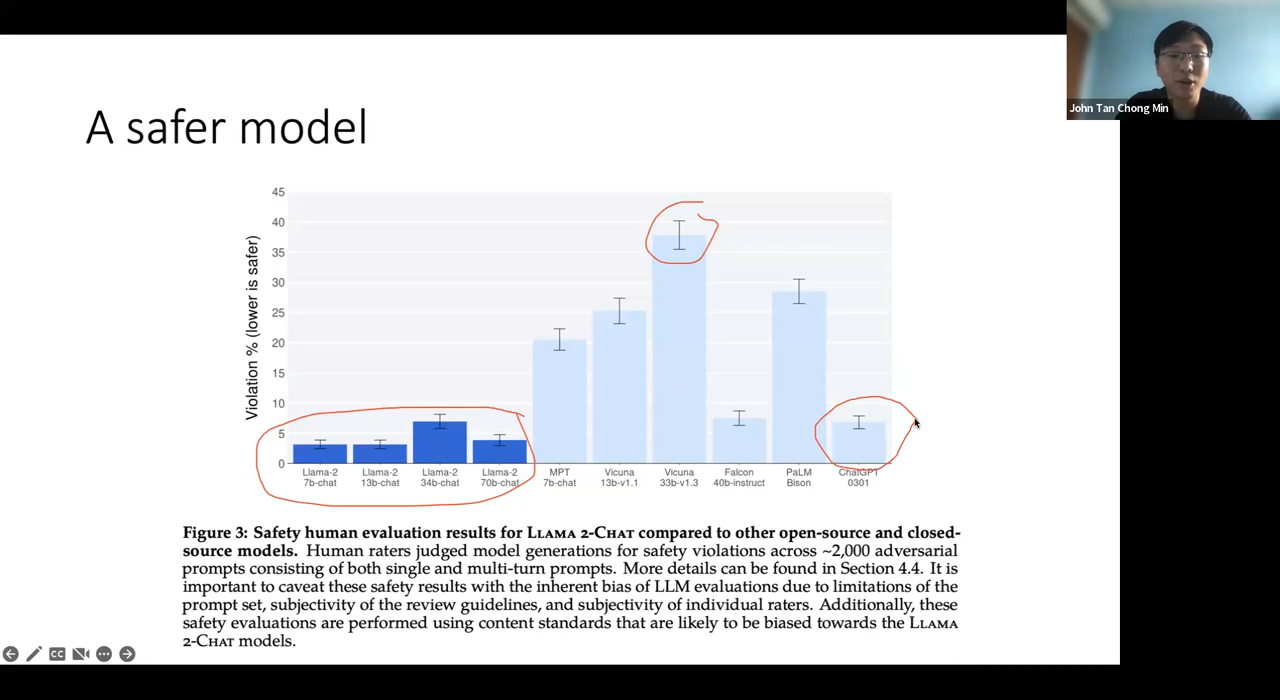 John Tan Chong Min
A safer model
Violation % (lower is safer)
45
40
35
30
25
20
15
10
5
0
Llama-2
7b-chat
Llama-2
13b-chat
Llama-2
34b-chat
Llama-2
70b-chat
MPT
7b-chat
Vicuna
13b-v1.1
Vicuna
33b-v1.3
Falcon
40b-instruct
PaLM
Bison
ChatGPT
0301
Figure 3: Safety human evaluation results for LLAMA 2-CHAT compared to other open-source and closed-
source models. Human raters judged model generations for safety violations across ~2,000 adversarial
prompts consisting of both single and multi-turn prompts. More details can be found in Section 4.4. It is
important to caveat these safety results with the inherent bias of LLM evaluations due to limitations of the
prompt set, subjectivity of the review guidelines, and subjectivity of individual raters. Additionally, these
safety evaluations are performed using content standards that are likely to be biased towards the LLAMA
2-CHAT models.
CC